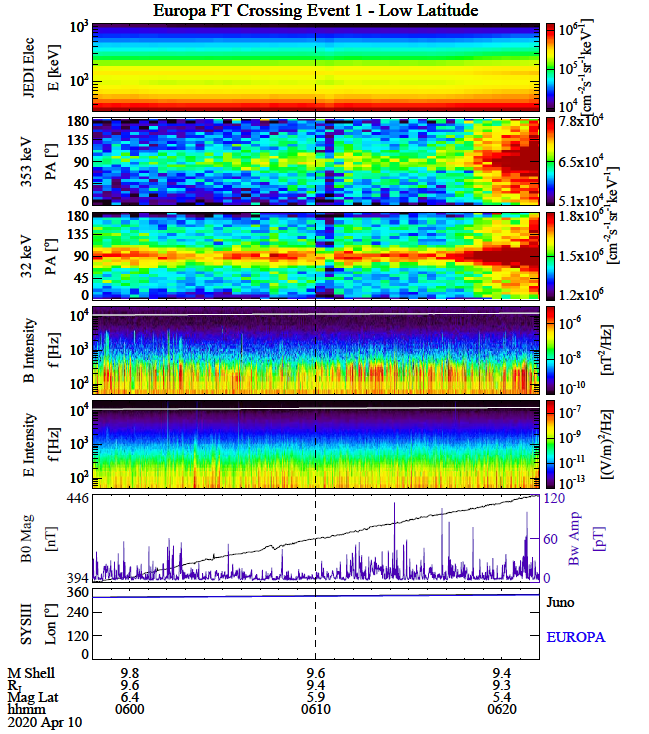 Europa FT Crossing Event 1 - Low Latitude
JEDI Elec
E [keV]
10³
10²
10⁶
10⁵
10⁴
[cm⁻²s⁻¹sr⁻¹keV⁻¹]
353 keV
PA [°]
180
135
90
45
0
7.8x10⁴
6.5x10⁴
5.1x10⁴
32 keV
PA [°]
180
135
90
45
0
1.8x10⁶
1.5x10⁶
1.2x10⁶
[cm⁻²s⁻¹sr⁻¹keV⁻¹]
B Intensity
f [Hz]
10⁴
10³
10²
10⁻⁶
10⁻⁸
10⁻¹⁰
[nT⁻²/Hz]
E Intensity
f [Hz]
10⁴
10³
10²
10⁻⁷
10⁻⁹
10⁻¹¹
10⁻¹³
[(V/m)²/Hz]
B0 Mag
[nT]
446
394
120
60
0
Bw Amp
[pT]
SYSIII
Lon [°]
360
240
120
0
Juno
EUROPA
M Shell 9.8 9.6 9.4
R_J 9.6 9.4 9.3
Mag Lat 6.4 5.9 5.4
hhmm 0600 0610 0620
2020 Apr 10